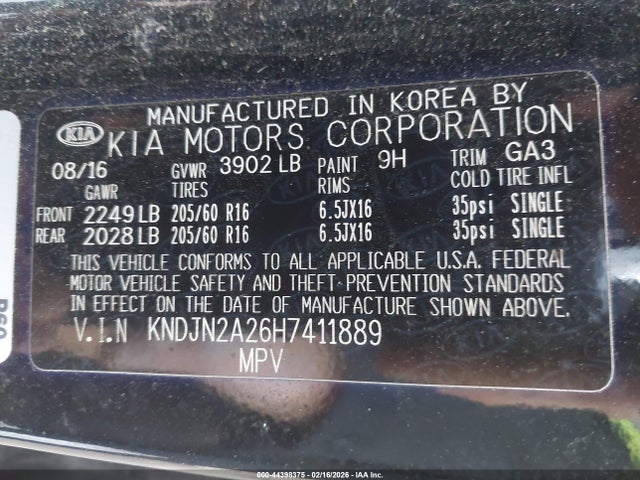 MANUFACTURED IN KOREA BY
KIA KIA MOTORS CORPORATION
08/16 GVWR 3902 LB PAINT 9H TRIM GA3
GAWR TIRES RIMS COLD TIRE INFL
FRONT 2249 LB 205/60 R16 6.5JX16 35psi SINGLE
REAR 2028 LB 205/60 R16 6.5JX16 35psi SINGLE
THIS VEHICLE CONFORMS TO ALL APPLICABLE U.S.A. FEDERAL
MOTOR VEHICLE SAFETY AND THEFT PREVENTION STANDARDS
IN EFFECT ON THE DATE OF MANUFACTURE SHOWN ABOVE.
V.I.N KNDJN2A26H7411889
MPV
000-44398375 - 02/16/2026 - IAA Inc.